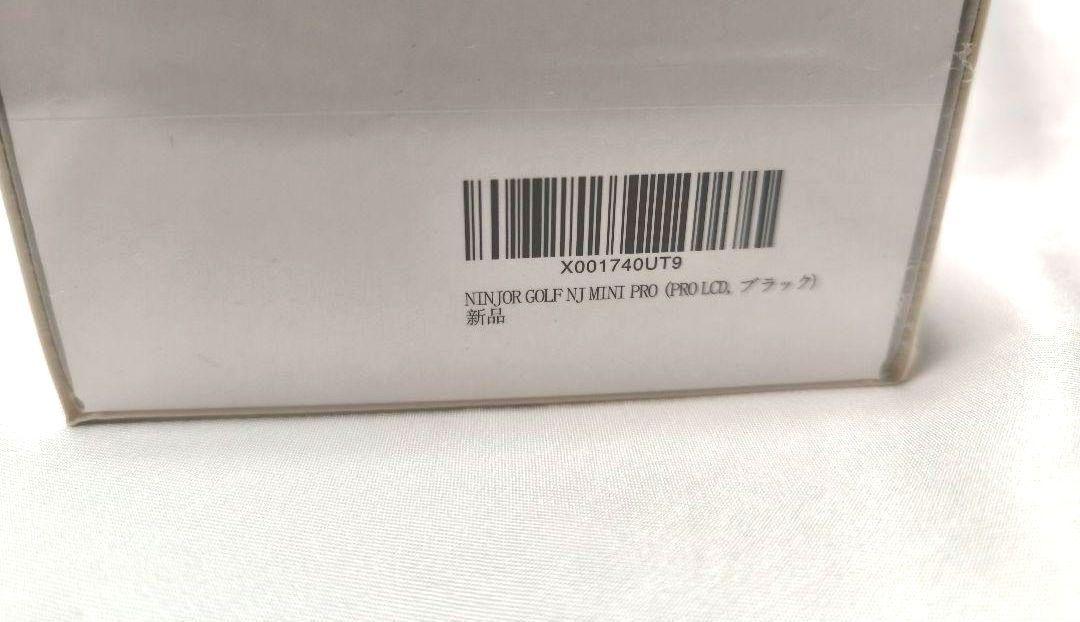 X001740UT9
NINJOR GOLF NJ MINI PRO (PRO LCD, ブラック)
新品